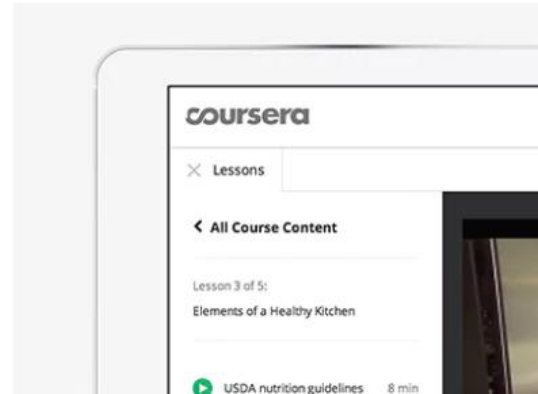 coursera
Lessons
All Course Content
Lesson 3 of 5:
Elements of a Healthy Kitchen
USDA nutrition guidelines 8 min